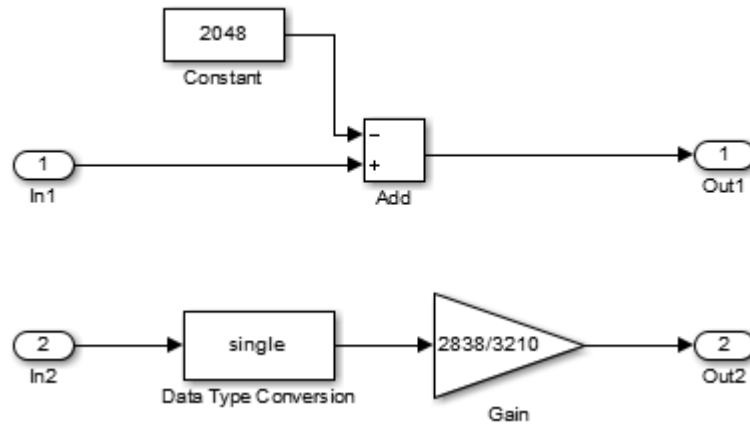 2048
Constant
−
+
Add
1
In1
1
Out1
2
In2
single
Data Type Conversion
2838/3210
Gain
2
Out2